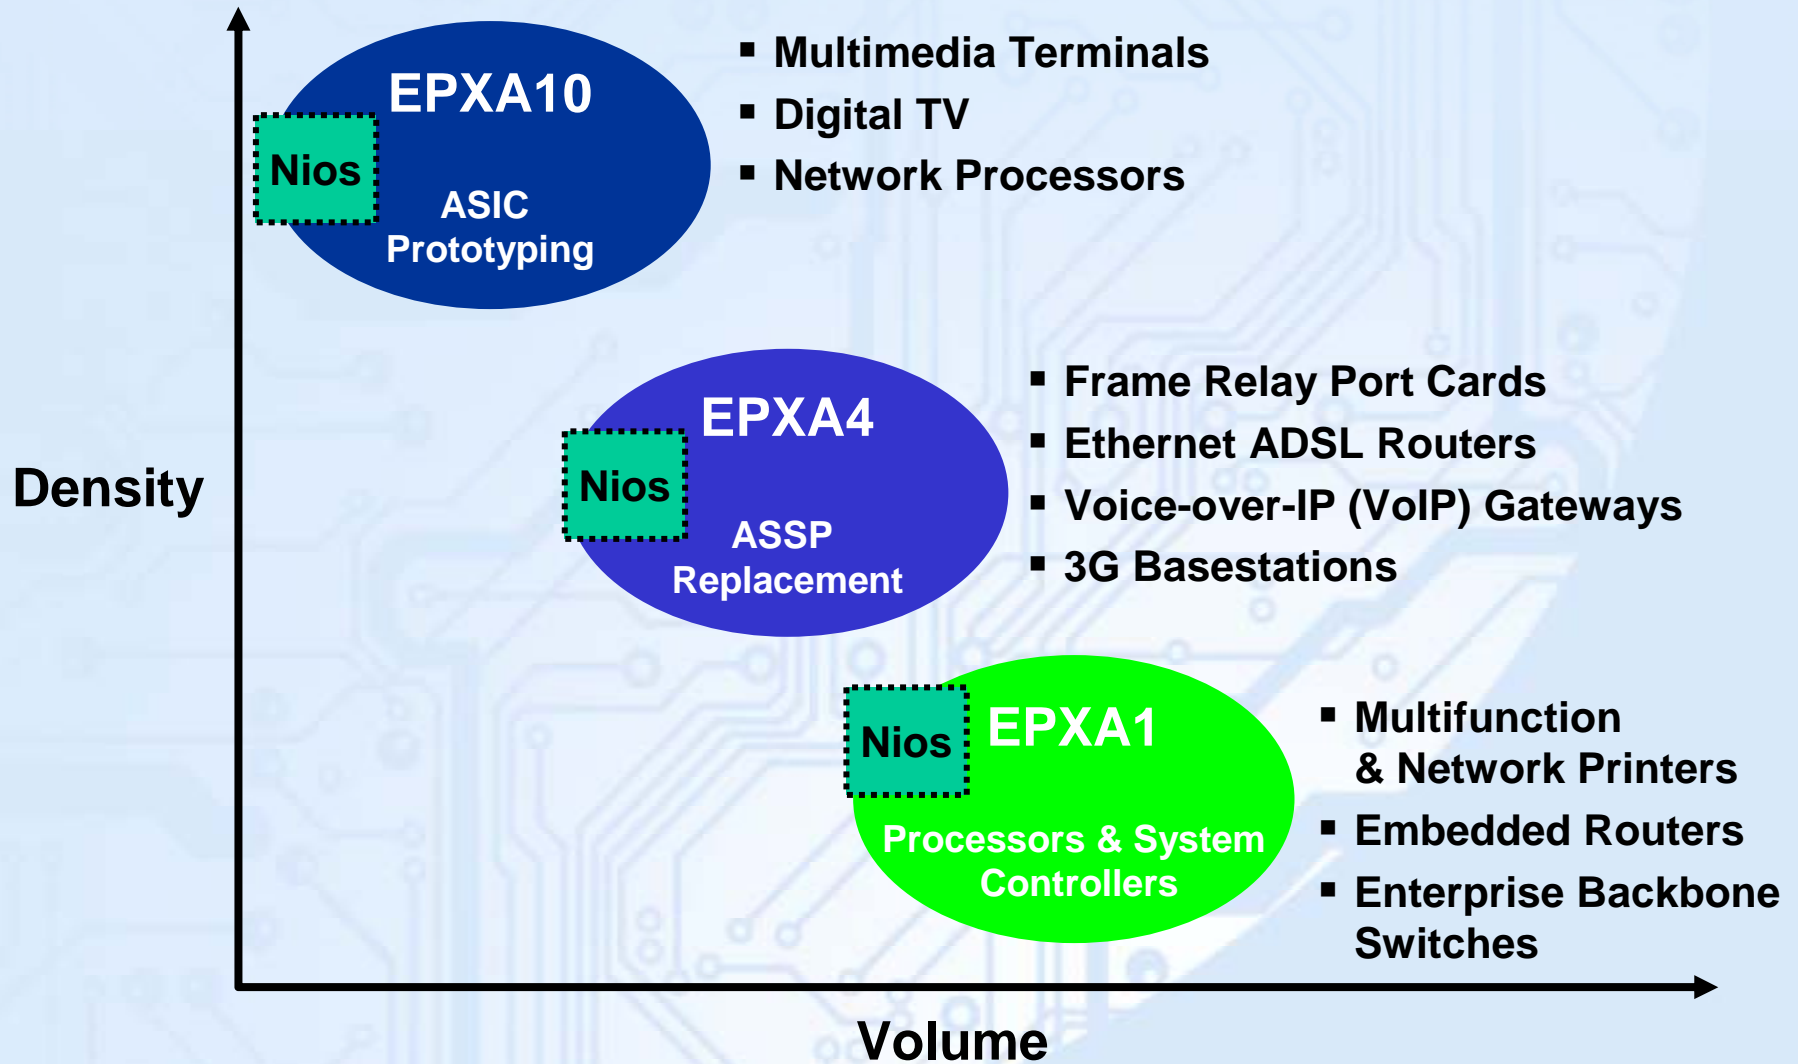 EPXA10
Nios
ASIC
Prototyping
▪ Multimedia Terminals
▪ Digital TV
▪ Network Processors
Density
EPXA4
Nios
ASSP
Replacement
▪ Frame Relay Port Cards
▪ Ethernet ADSL Routers
▪ Voice-over-IP (VoIP) Gateways
▪ 3G Basestations
EPXA1
Nios
Processors & System
Controllers
▪ Multifunction
& Network Printers
▪ Embedded Routers
▪ Enterprise Backbone
Switches
Volume